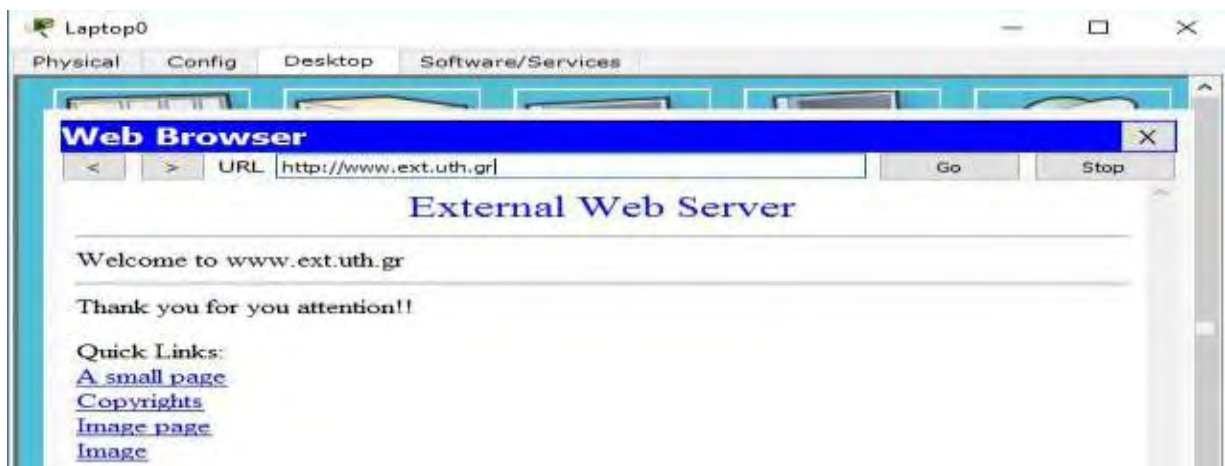 Laptop0
Physical Config Desktop Software/Services
Web Browser X
< > URL http://www.ext.uth.gr Go Stop
External Web Server
Welcome to www.ext.uth.gr
Thank you for you attention!!
Quick Links:
A small page
Copyrights
Image page
Image